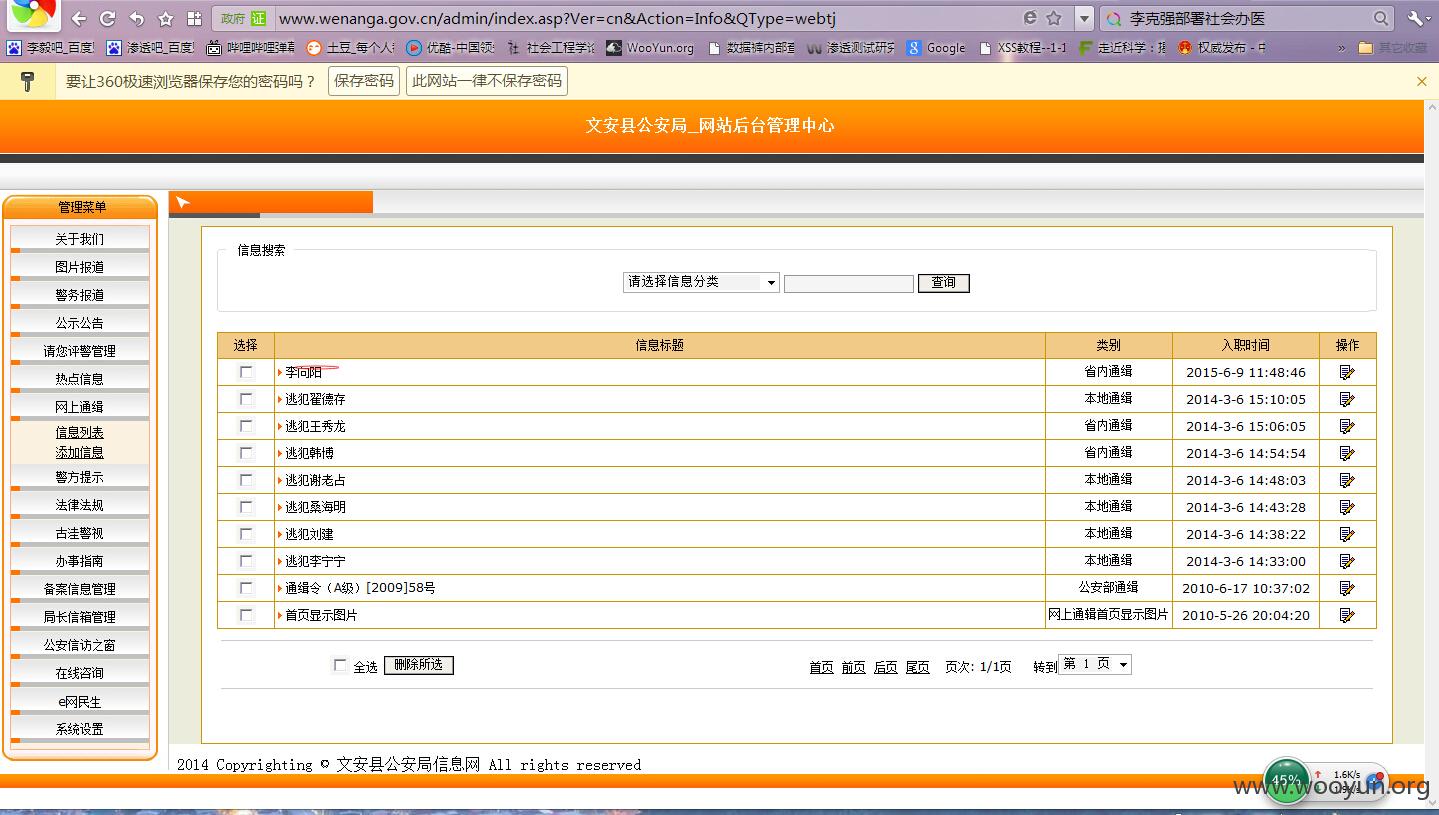 政府 证 www.wenanga.gov.cn/admin/index.asp?Ver=cn&Action=Info&QType=webtj 李克强部署社会办医
李毅吧_百度 渗透吧_百度 哔哩哔哩弹幕 土豆_每个人 优酷-中国领 社会工程学 WooYun.org 数据裤内部 渗透测试研 Google XSS教程--1-1 走近科学： 权威发布 - 中 » 其它收藏
要让360极速浏览器保存您的密码吗？ 保存密码 此网站一律不保存密码
文安县公安局_网站后台管理中心
管理菜单
关于我们
图片报道
警务报道
公示公告
请您评警管理
热点信息
网上通缉
信息列表
添加信息
警方提示
法律法规
古洼警视
办事指南
备案信息管理
局长信箱管理
公安信访之窗
在线咨询
e网民生
系统设置
信息搜索
请选择信息分类 查询
选择 信息标题 类别 入职时间 操作
李向阳 省内通缉 2015-6-9 11:48:46
逃犯翟德存 本地通缉 2014-3-6 15:10:05
逃犯王秀龙 省内通缉 2014-3-6 15:06:05
逃犯韩博 省内通缉 2014-3-6 14:54:54
逃犯谢老占 本地通缉 2014-3-6 14:48:03
逃犯桑海明 本地通缉 2014-3-6 14:43:28
逃犯刘建 本地通缉 2014-3-6 14:38:22
逃犯李宁宁 本地通缉 2014-3-6 14:33:00
通缉令（A级）[2009]58号 公安部通缉 2010-6-17 10:37:02
首页显示图片 网上通辑首页显示图片 2010-5-26 20:04:20
全选 删除所选 首页 前页 后页 尾页 页次：1/1页 转到 第 1 页
2014 Copyrighting © 文安县公安局信息网 All rights reserved
45% 1.6K/s
www.wooyun.org